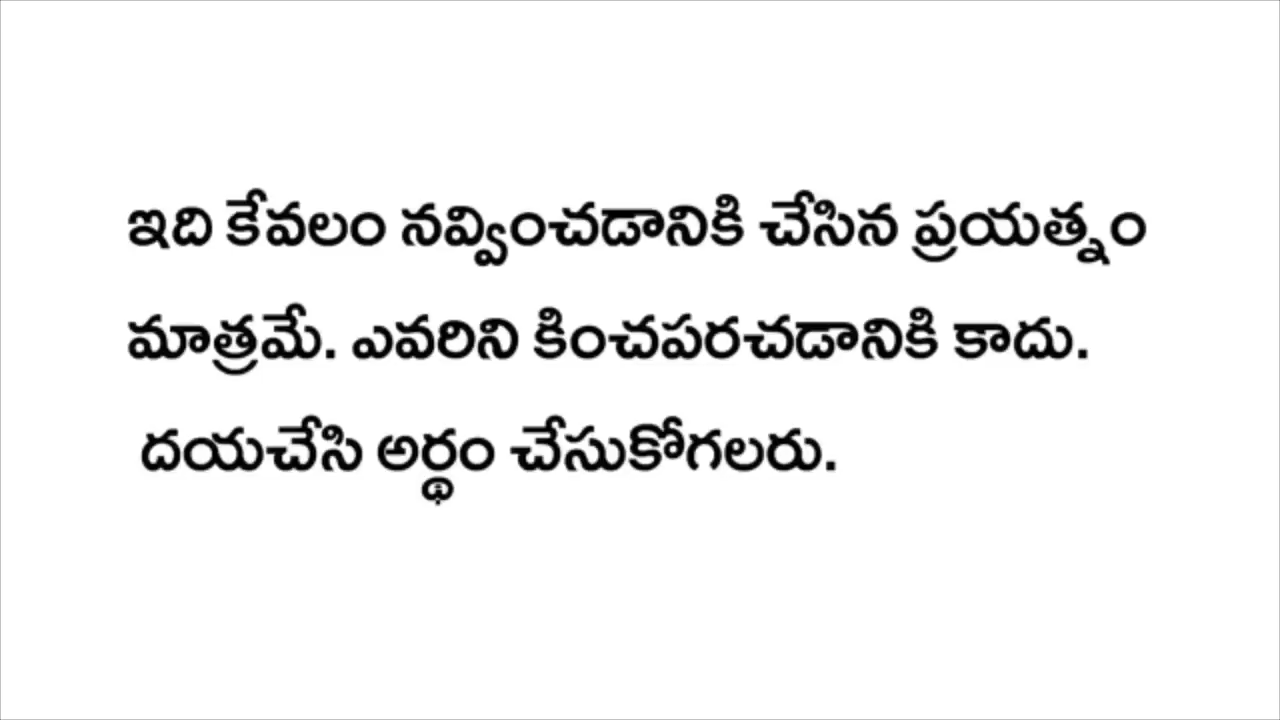 ఇది కేవలం నవ్వించడానికి చేసిన ప్రయత్నం
మాత్రమే. ఎవరిని కించపరచడానికి కాదు.
దయచేసి అర్థం చేసుకోగలరు.